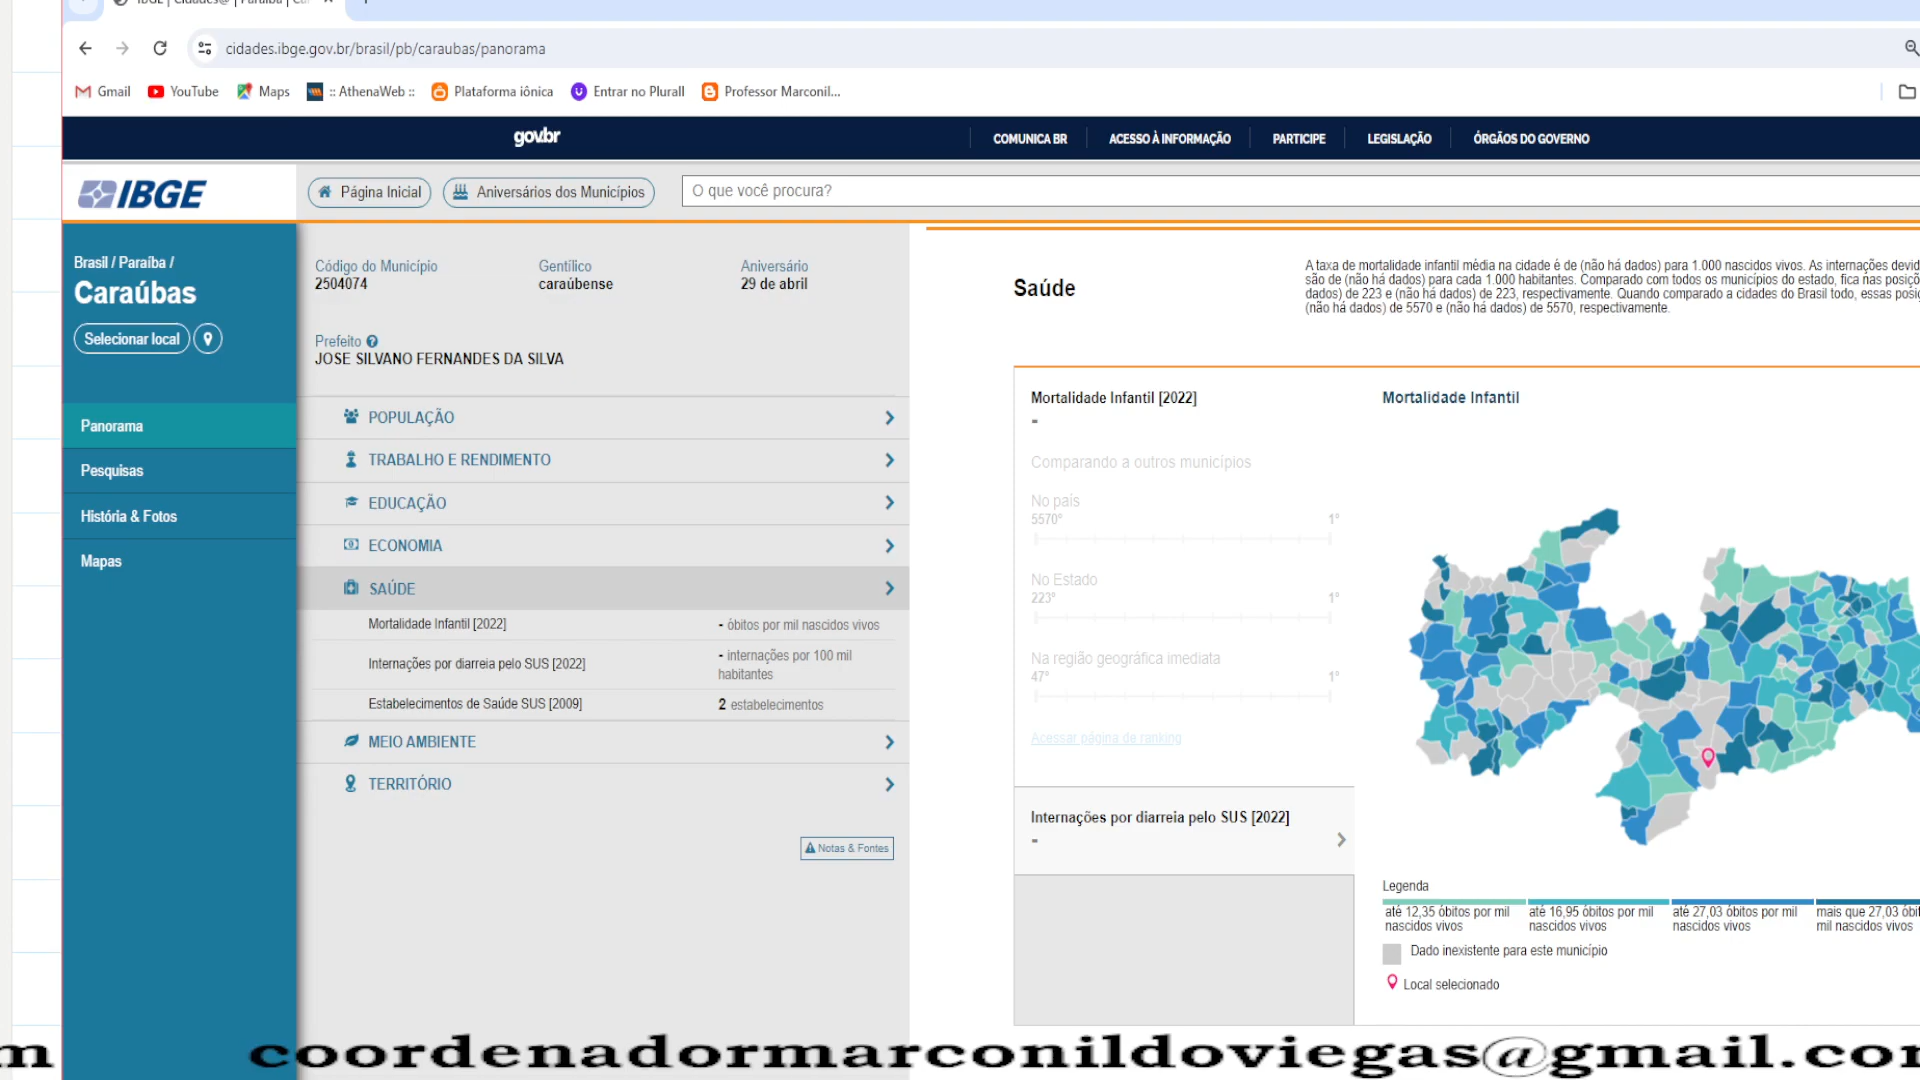 IBGE | Cidades@ | Paraíba | Car
cidades.ibge.gov.br/brasil/pb/caraubas/panorama
Gmail YouTube Maps :: AthenaWeb :: Plataforma iônica Entrar no Plurall Professor Marconil...
gov.br COMUNICA BR ACESSO À INFORMAÇÃO PARTICIPE LEGISLAÇÃO ÓRGÃOS DO GOVERNO
IBGE Página Inicial Aniversários dos Municípios O que você procura?
Brasil / Paraíba /
Caraúbas
Selecionar local
Panorama
Pesquisas
História & Fotos
Mapas
Código do Município
2504074
Gentílico
caraúbense
Aniversário
29 de abril
Prefeito
JOSE SILVANO FERNANDES DA SILVA
POPULAÇÃO
TRABALHO E RENDIMENTO
EDUCAÇÃO
ECONOMIA
SAÚDE
Mortalidade Infantil [2022] - óbitos por mil nascidos vivos
Internações por diarreia pelo SUS [2022] - internações por 100 mil
habitantes
Estabelecimentos de Saúde SUS [2009] 2 estabelecimentos
MEIO AMBIENTE
TERRITÓRIO
Notas & Fontes
Saúde
A taxa de mortalidade infantil média na cidade é de (não há dados) para 1.000 nascidos vivos. As internações devid
são de (não há dados) para cada 1.000 habitantes. Comparado com todos os municípios do estado, fica nas posiçõ
dados) de 223 e (não há dados) de 223, respectivamente. Quando comparado a cidades do Brasil todo, essas posiç
(não há dados) de 5570 e (não há dados) de 5570, respectivamente.
Mortalidade Infantil [2022]
-
Comparando a outros municípios
No país
5570° 1°
No Estado
223° 1°
Na região geográfica imediata
47° 1°
Acessar página de ranking
Internações por diarreia pelo SUS [2022]
-
Mortalidade Infantil
Legenda
até 12,35 óbitos por mil
nascidos vivos
até 16,95 óbitos por mil
nascidos vivos
até 27,03 óbitos por mil
nascidos vivos
mais que 27,03 óbit
mil nascidos vivos
Dado inexistente para este município
Local selecionado
m coordenadormarconildoviegas@gmail.com